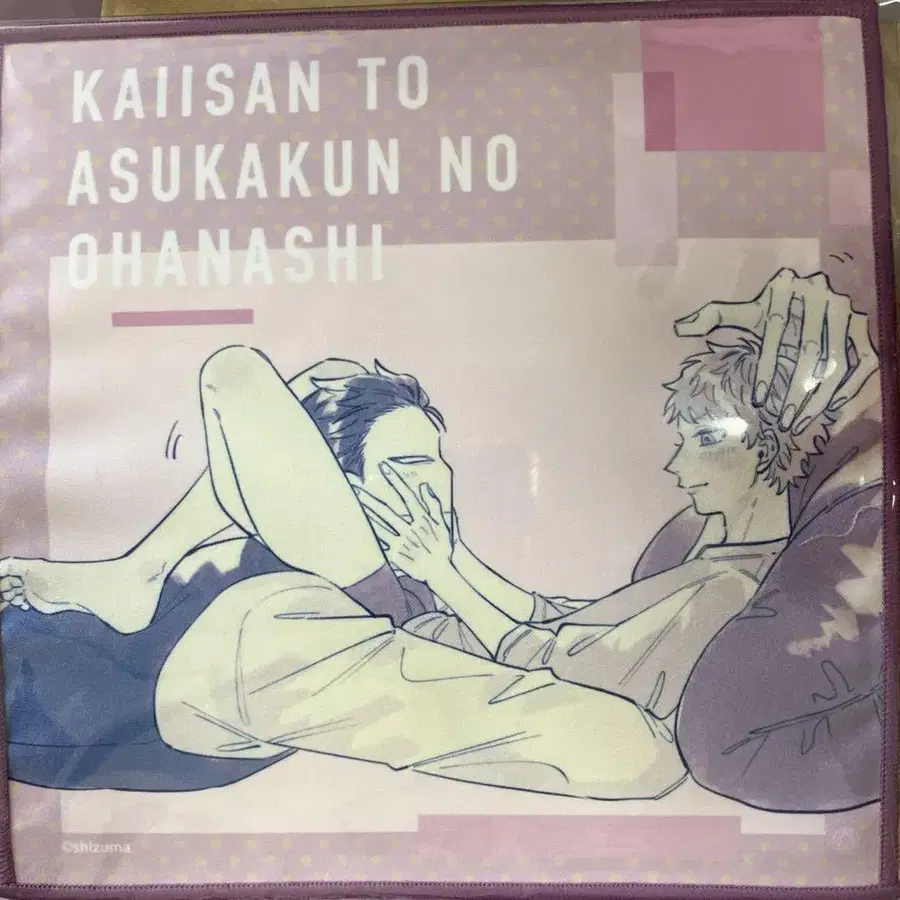 KAIISAN TO
ASUKAKUN NO
OHANASHI
©shizuma